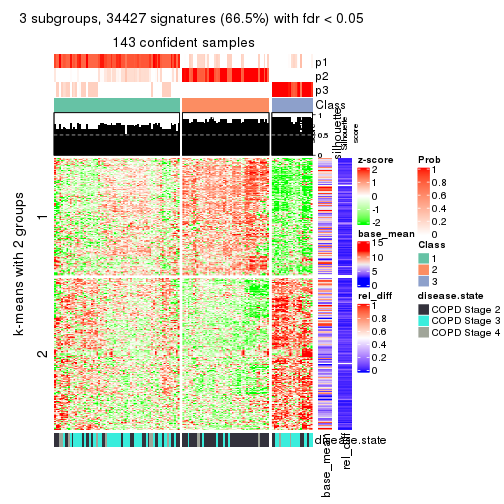 3 subgroups, 34427 signatures (66.5%) with fdr < 0.05
143 confident samples
p1
p2
p3
Class
1
0.5
0
silhouette
Silhouette
score
k-means with 2 groups
1
2
disease.state
base_mean
rel_diff
z-score
2
1
0
-1
-2
base_mean
15
10
5
0
rel_diff
1
0.8
0.6
0.4
0.2
0
Prob
1
0.8
0.6
0.4
0.2
0
Class
1
2
3
disease.state
COPD Stage 2
COPD Stage 3
COPD Stage 4